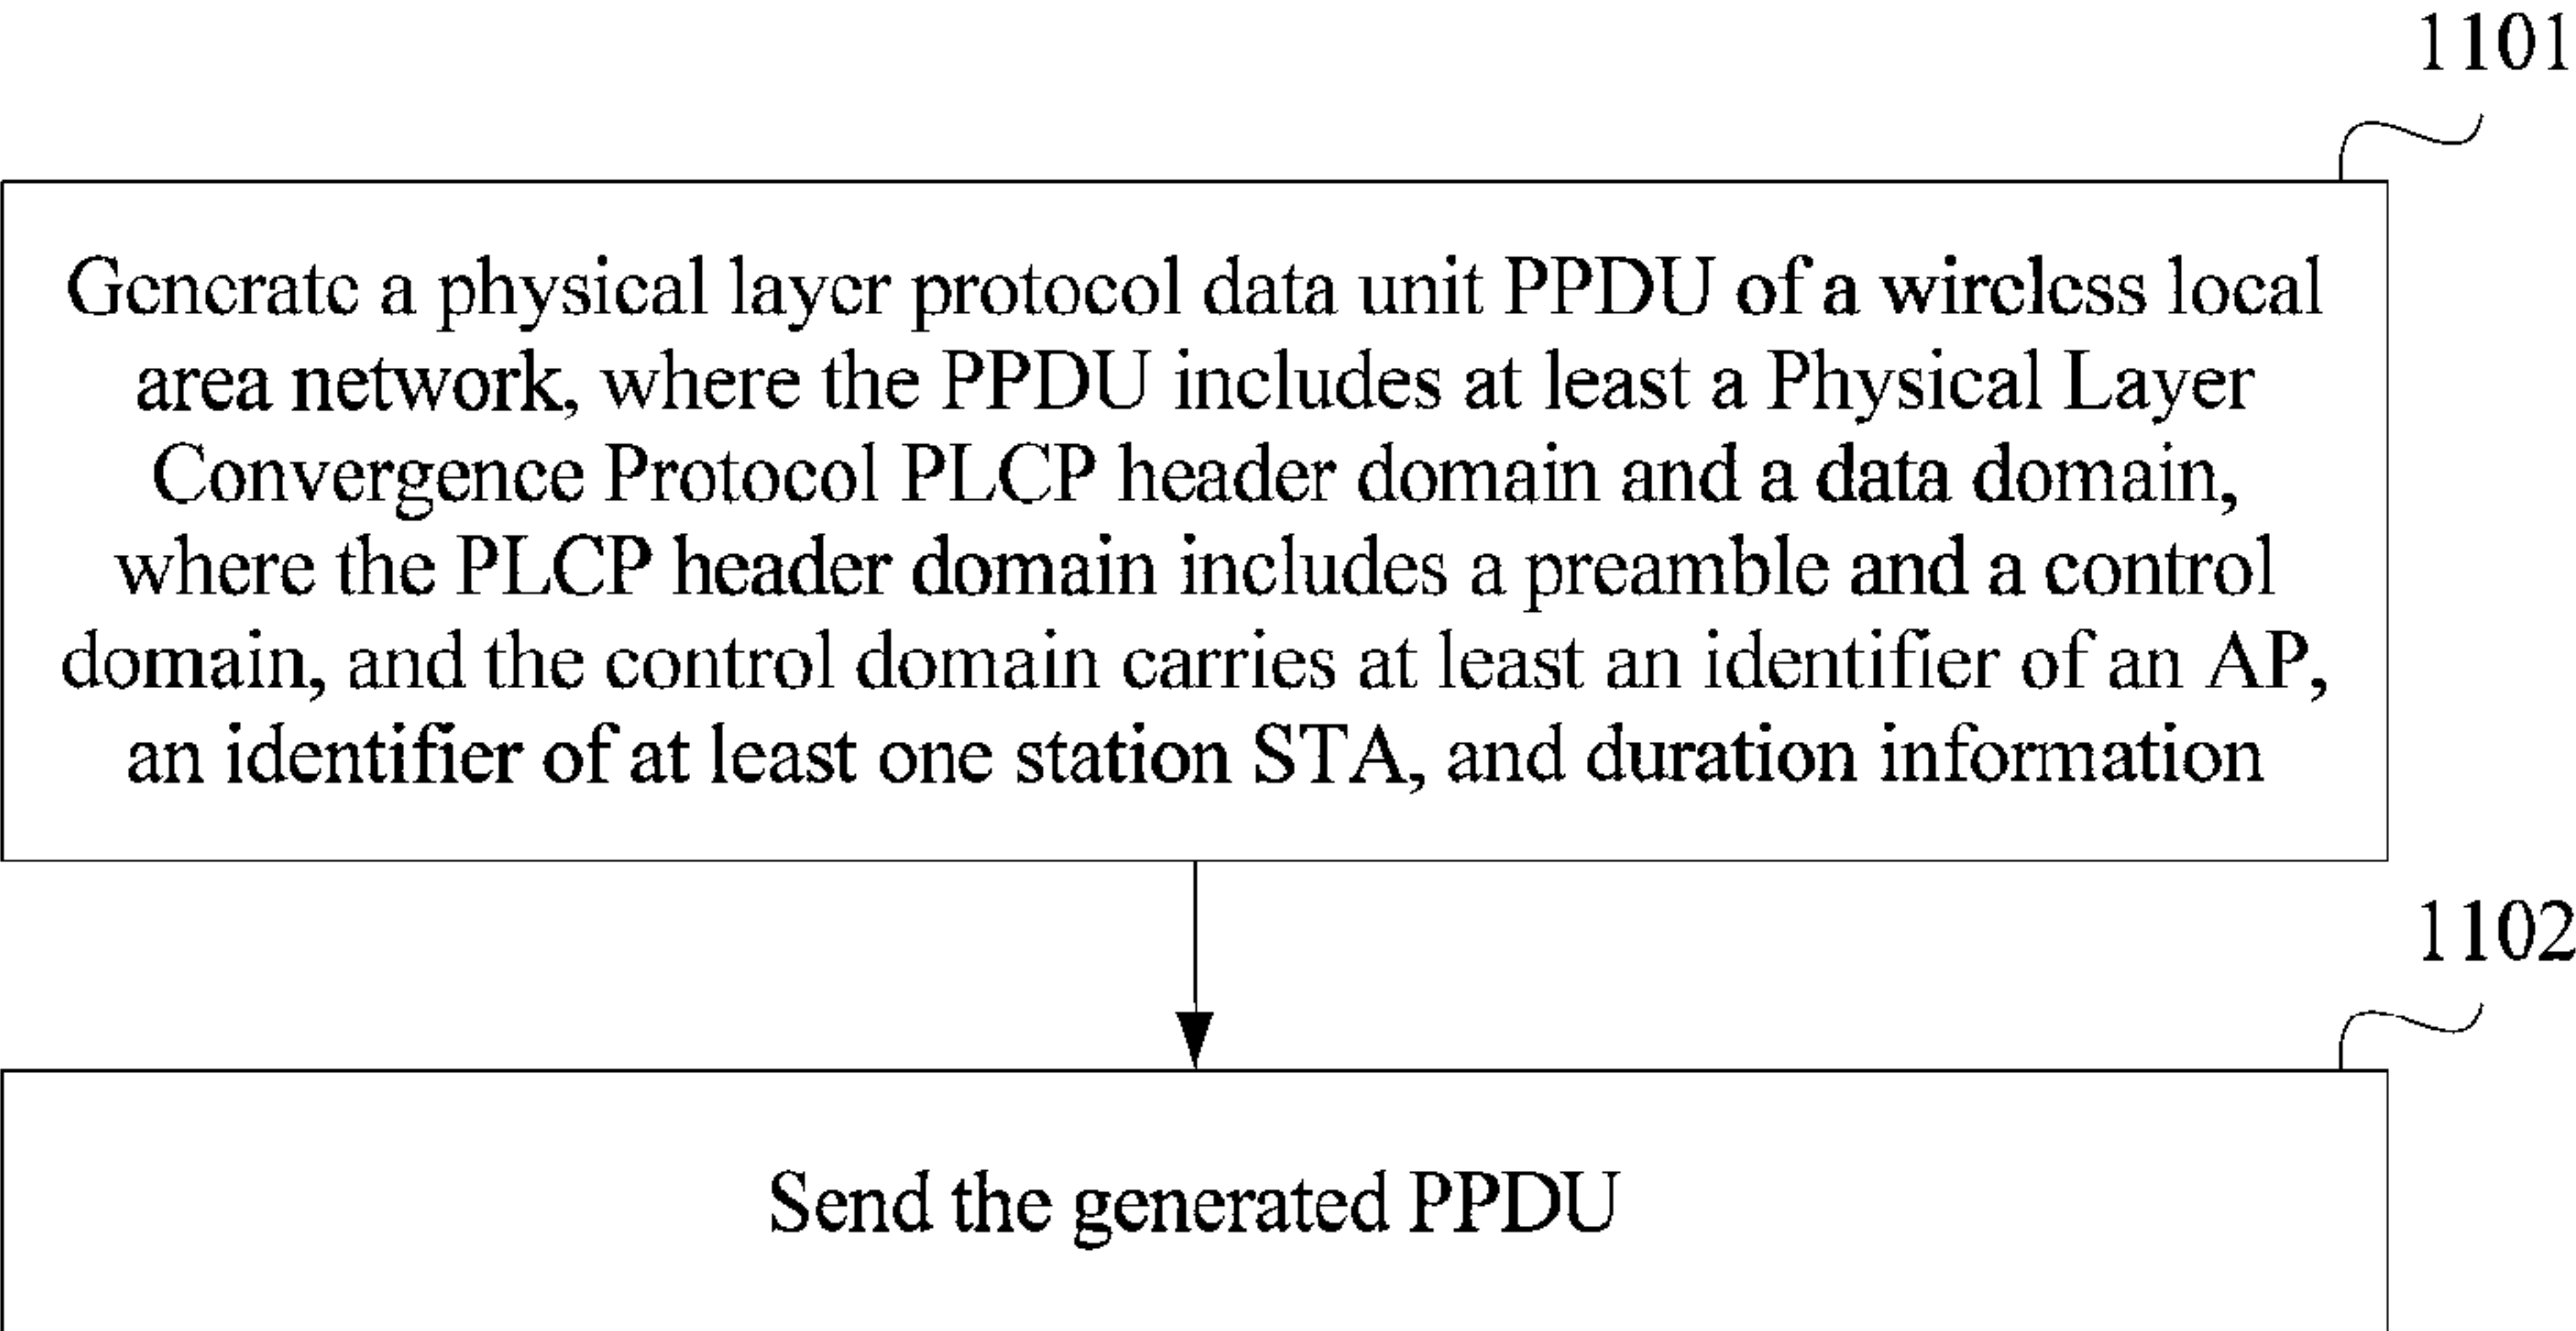 1101
Generate a physical layer protocol data unit PPDU of a wireless local
area network, where the PPDU includes at least a Physical Layer
Convergence Protocol PLCP header domain and a data domain,
where the PLCP header domain includes a preamble and a control
domain, and the control domain carries at least an identifier of an AP,
an identifier of at least one station STA, and duration information
1102
Send the generated PPDU